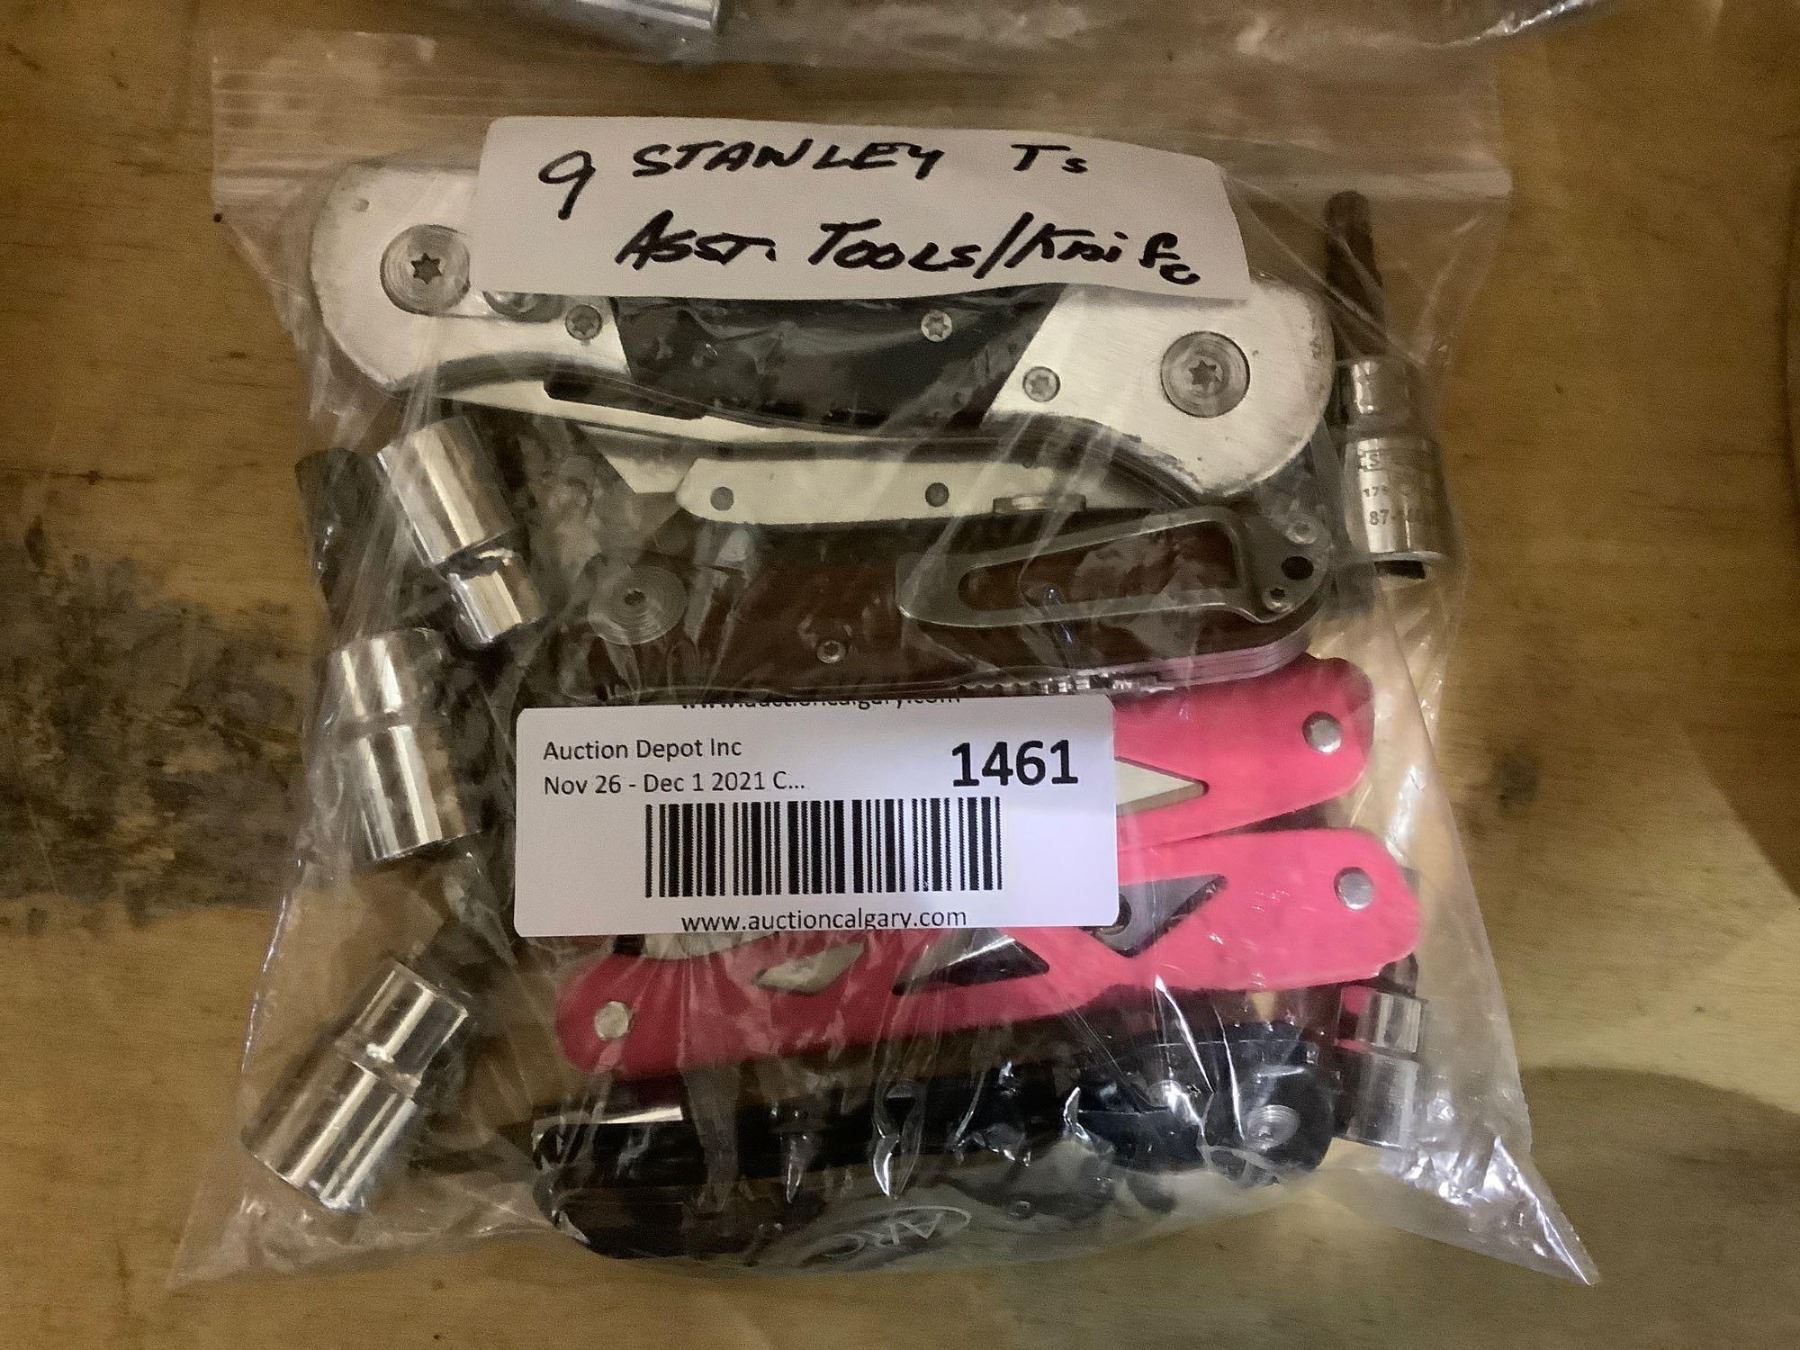 9 STANLEY Ts
ASST. TOOLS/Knife
www.auctioncalgary.com
Auction Depot Inc
1461
Nov 26 - Dec 1 2021 C...
www.auctioncalgary.com
ARC